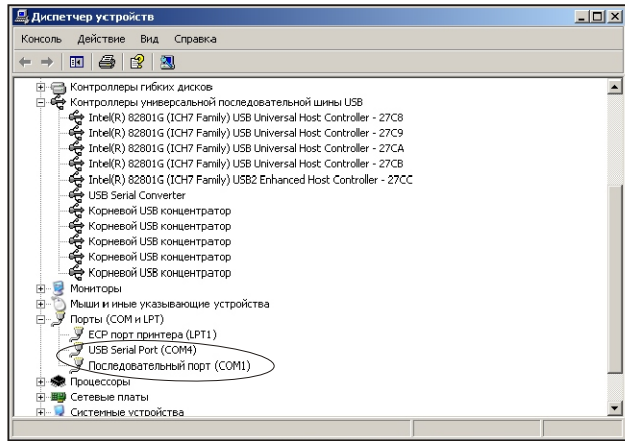 Диспетчер устройств
Консоль Действие Вид Справка
Контроллеры гибких дисков
Контроллеры универсальной последовательной шины USB
Intel(R) 82801G (ICH7 Family) USB Universal Host Controller - 27C8
Intel(R) 82801G (ICH7 Family) USB Universal Host Controller - 27C9
Intel(R) 82801G (ICH7 Family) USB Universal Host Controller - 27CA
Intel(R) 82801G (ICH7 Family) USB Universal Host Controller - 27CB
Intel(R) 82801G (ICH7 Family) USB2 Enhanced Host Controller - 27CC
USB Serial Converter
Корневой USB концентратор
Корневой USB концентратор
Корневой USB концентратор
Корневой USB концентратор
Корневой USB концентратор
Мониторы
Мыши и иные указывающие устройства
Порты (COM и LPT)
ECP порт принтера (LPT1)
USB Serial Port (COM4)
Последовательный порт (COM1)
Процессоры
Сетевые платы
Системные устройства